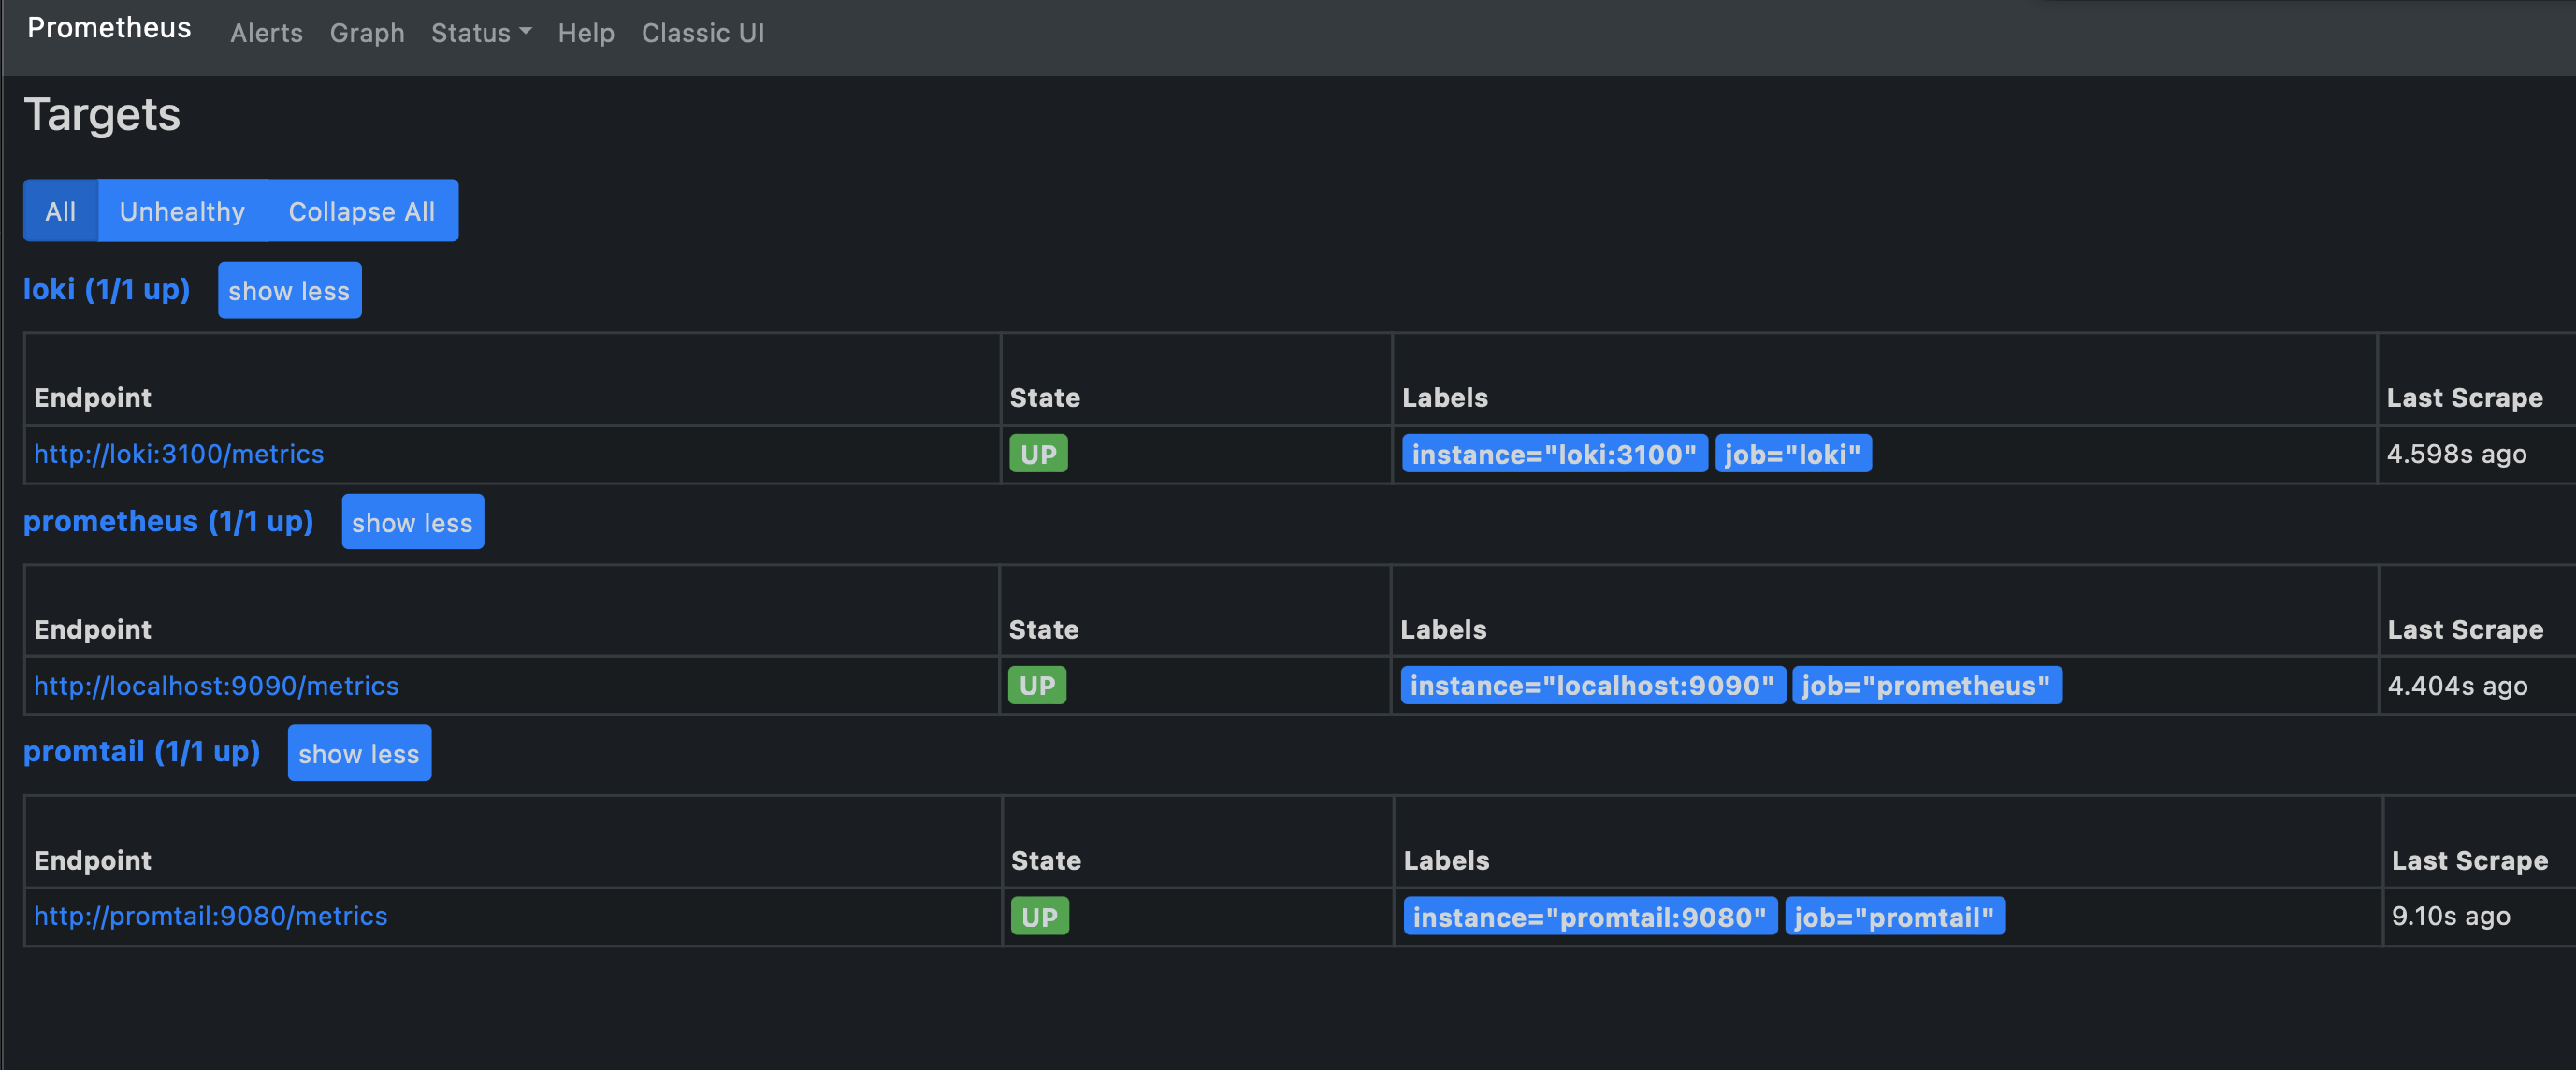 Prometheus Alerts Graph Status Help Classic UI
Targets
All Unhealthy Collapse All
loki (1/1 up) show less
Endpoint State Labels Last Scrape
http://loki:3100/metrics UP instance="loki:3100" job="loki" 4.598s ago
prometheus (1/1 up) show less
Endpoint State Labels Last Scrape
http://localhost:9090/metrics UP instance="localhost:9090" job="prometheus" 4.404s ago
promtail (1/1 up) show less
Endpoint State Labels Last Scrape
http://promtail:9080/metrics UP instance="promtail:9080" job="promtail" 9.10s ago